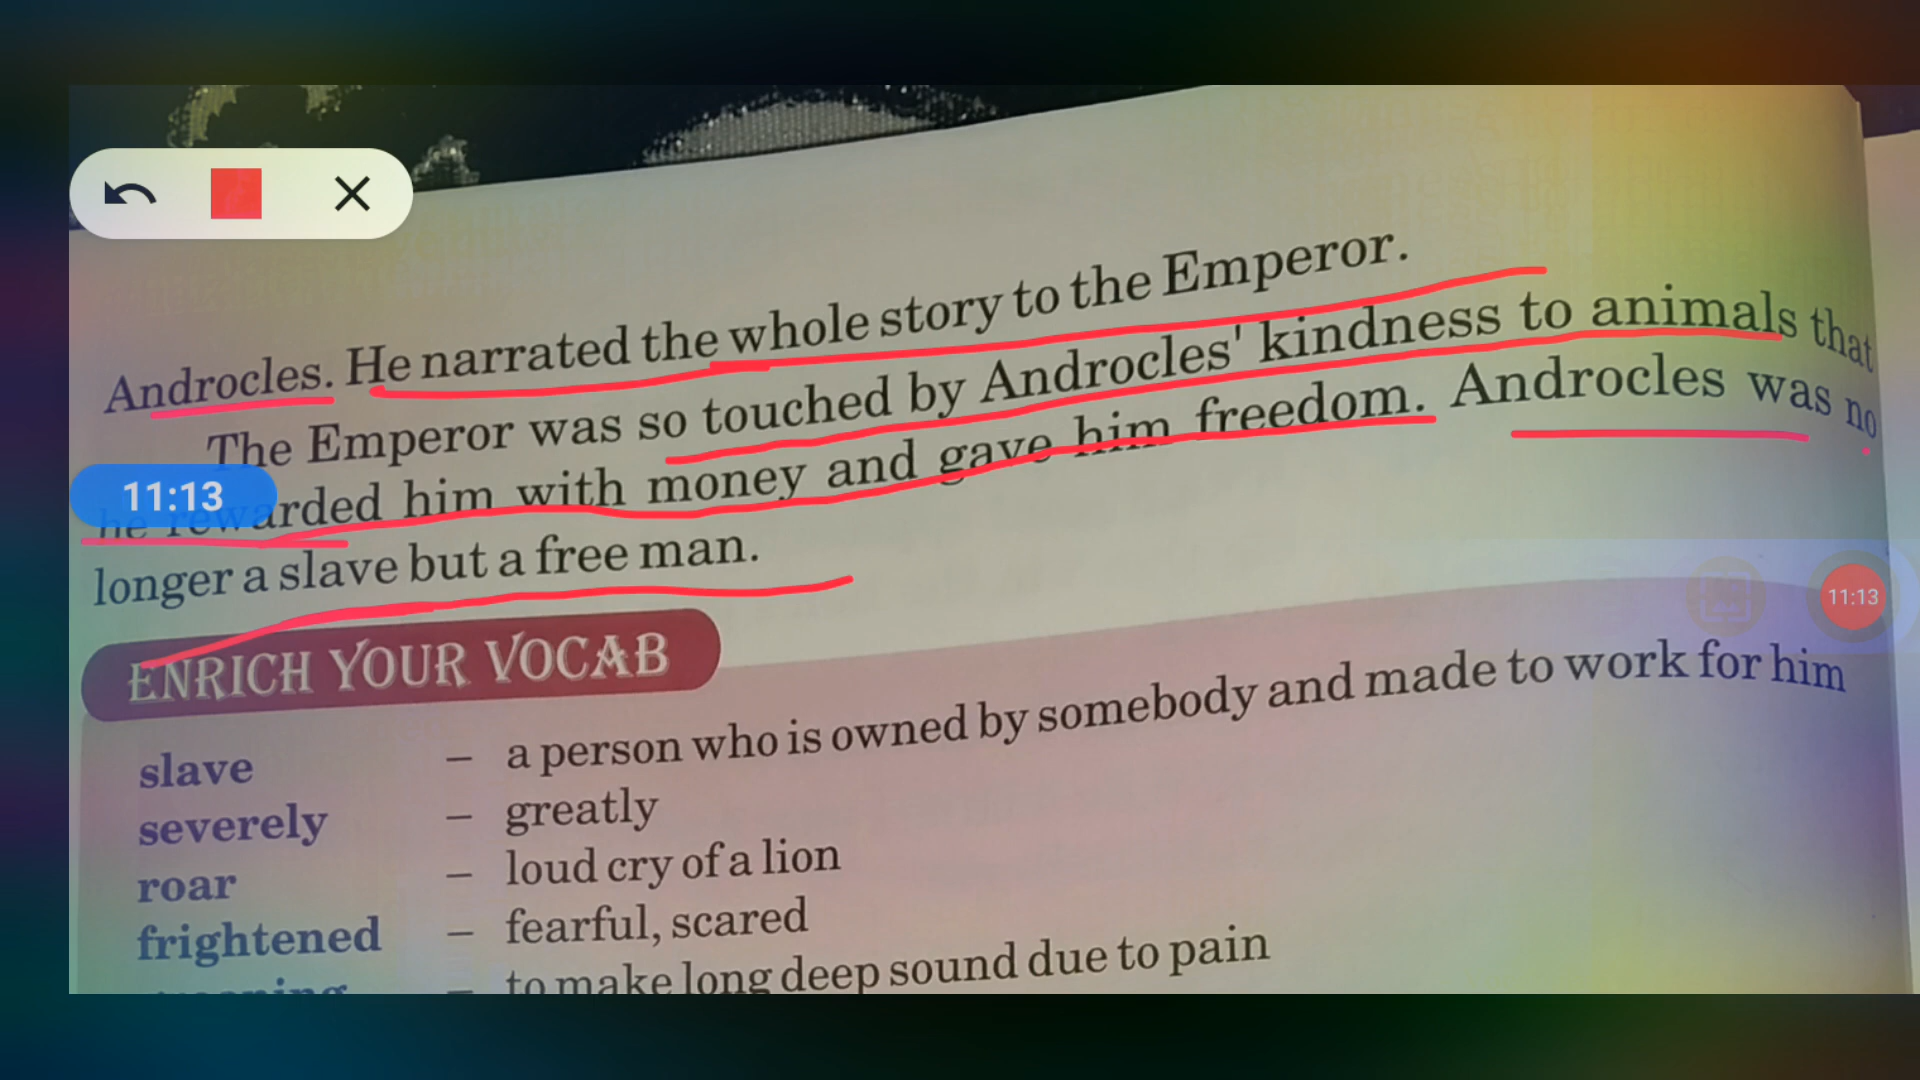 Androcles. He narrated the whole story to the Emperor.
The Emperor was so touched by Androcles' kindness to animals that
he rewarded him with money and gave him freedom. Androcles was no
longer a slave but a free man.
11:13
11:13
ENRICH YOUR VOCAB
slave – a person who is owned by somebody and made to work for him
severely – greatly
roar – loud cry of a lion
frightened – fearful, scared
– to make long deep sound due to pain